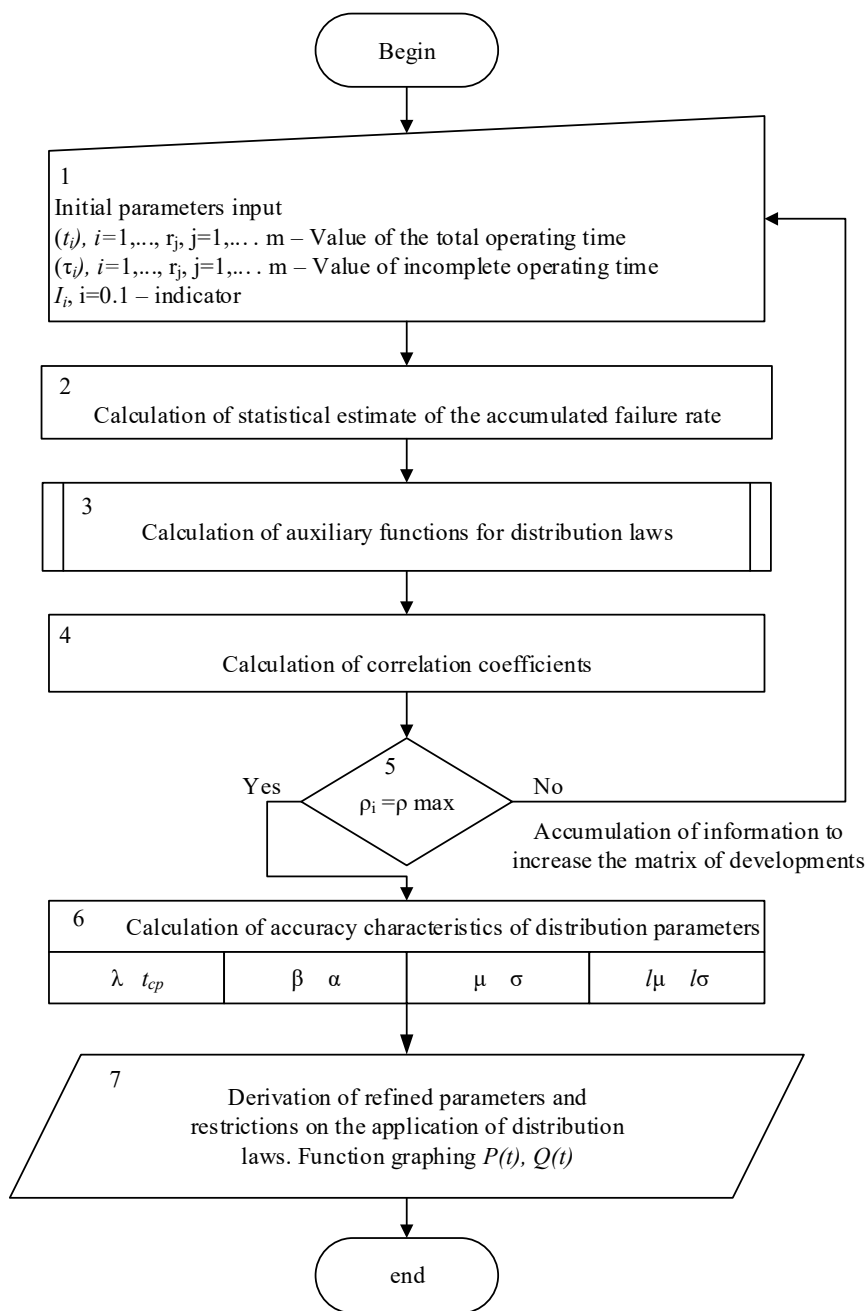 Begin
1
Initial parameters input
(tᵢ), i=1,..., rⱼ, j=1,... . m – Value of the total operating time
(τᵢ), i=1,..., rⱼ, j=1,... . m – Value of incomplete operating time
Iᵢ, i=0.1 – indicator
2
Calculation of statistical estimate of the accumulated failure rate
3
Calculation of auxiliary functions for distribution laws
4
Calculation of correlation coefficients
5
Yes
ρᵢ =ρ max
No
Accumulation of information to
increase the matrix of developments
6
Calculation of accuracy characteristics of distribution parameters
λ t_cp
β α
μ σ
lμ lσ
7
Derivation of refined parameters and
restrictions on the application of distribution
laws. Function graphing P(t), Q(t)
end